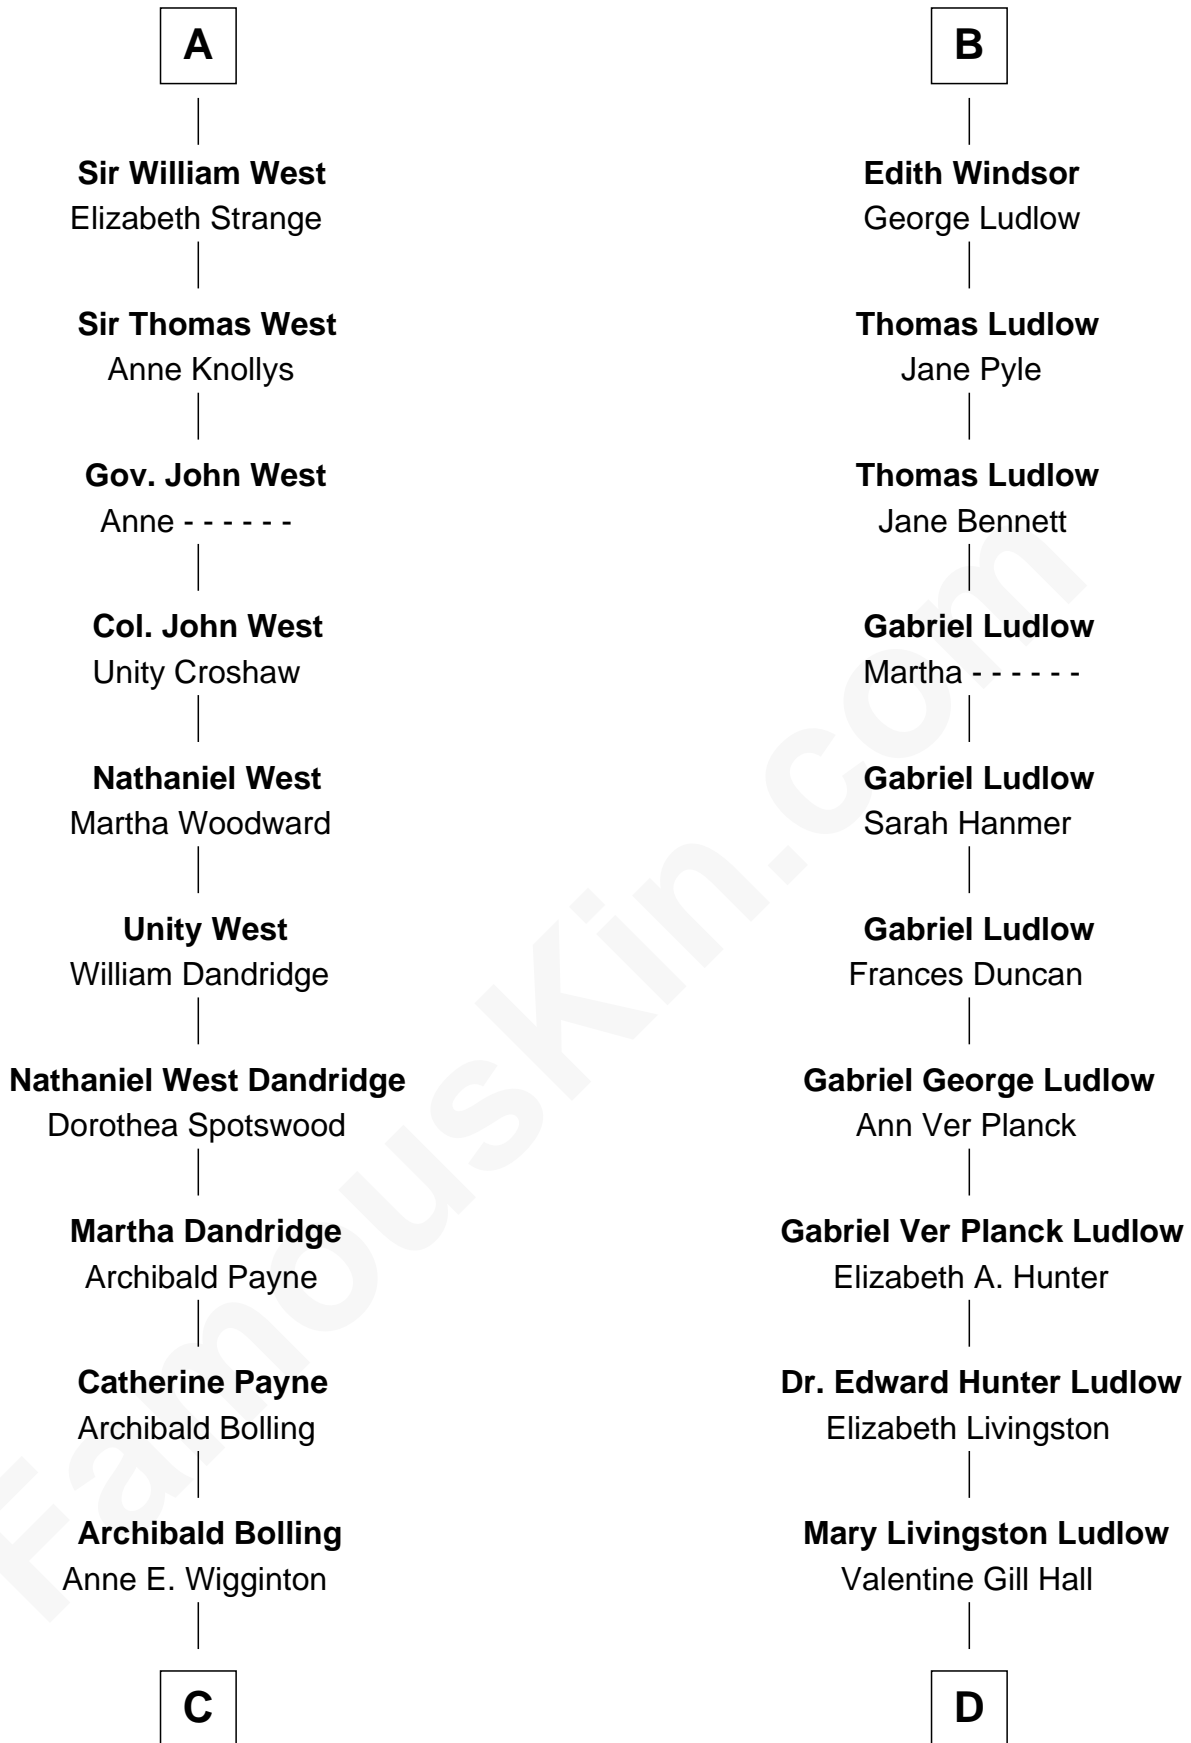 A
Sir William West
Elizabeth Strange
Sir Thomas West
Anne Knollys
Gov. John West
Anne - - - - - -
Col. John West
Unity Croshaw
Nathaniel West
Martha Woodward
Unity West
William Dandridge
Nathaniel West Dandridge
Dorothea Spotswood
Martha Dandridge
Archibald Payne
Catherine Payne
Archibald Bolling
Archibald Bolling
Anne E. Wigginton
C
B
Edith Windsor
George Ludlow
Thomas Ludlow
Jane Pyle
Thomas Ludlow
Jane Bennett
Gabriel Ludlow
Martha - - - - - -
Gabriel Ludlow
Sarah Hanmer
Gabriel Ludlow
Frances Duncan
Gabriel George Ludlow
Ann Ver Planck
Gabriel Ver Planck Ludlow
Elizabeth A. Hunter
Dr. Edward Hunter Ludlow
Elizabeth Livingston
Mary Livingston Ludlow
Valentine Gill Hall
D
FamousKin.com